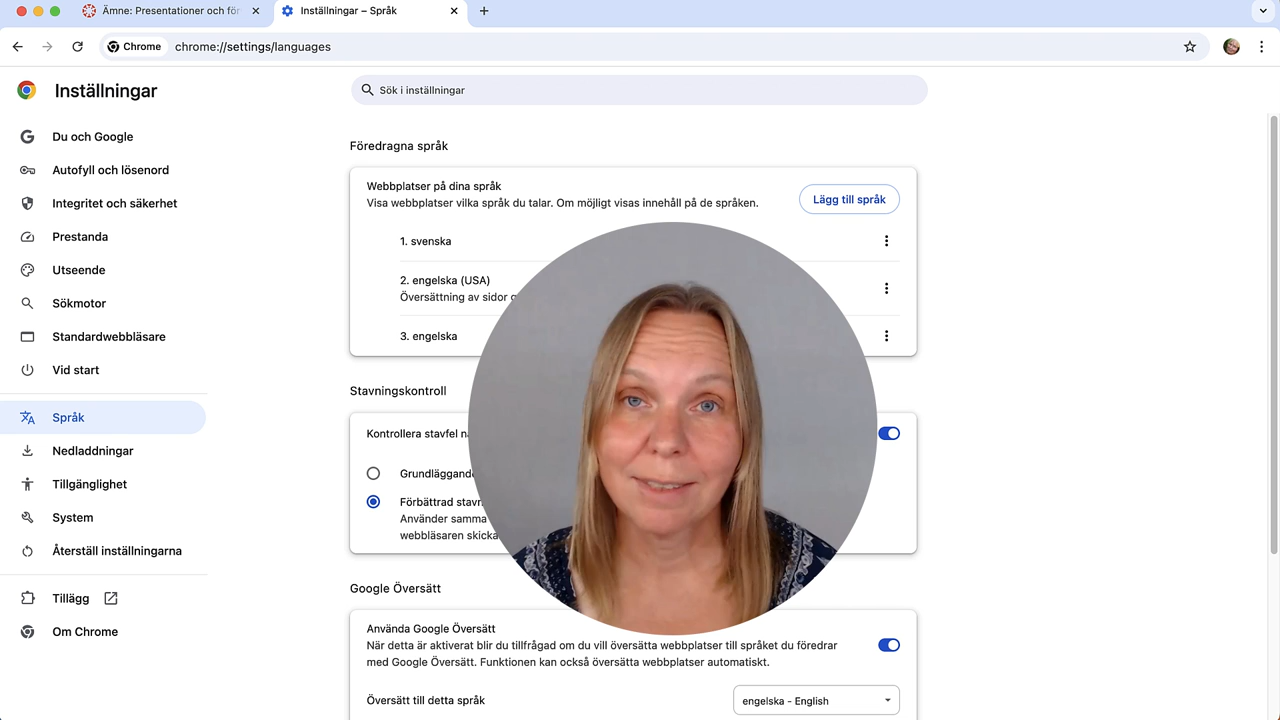 Ämne: Presentationer och för
Inställningar – Språk
Chrome
chrome://settings/languages
Inställningar
Sök i inställningar
Du och Google
Autofyll och lösenord
Integritet och säkerhet
Prestanda
Utseende
Sökmotor
Standardwebbläsare
Vid start
Språk
Nedladdningar
Tillgänglighet
System
Återställ inställningarna
Tillägg
Om Chrome
Föredragna språk
Webbplatser på dina språk
Visa webbplatser vilka språk du talar. Om möjligt visas innehåll på de språken.
Lägg till språk
1. svenska
2. engelska (USA)
Översättning av sidor
3. engelska
Stavningskontroll
Kontrollera stavfel
Grundläggande
Förbättrad
Använder samma
webbläsaren skicka
Google Översätt
Använda Google Översätt
När detta är aktiverat blir du tillfrågad om du vill översätta webbplatser till språket du föredrar
med Google Översätt. Funktionen kan också översätta webbplatser automatiskt.
Översätt till detta språk
engelska - English